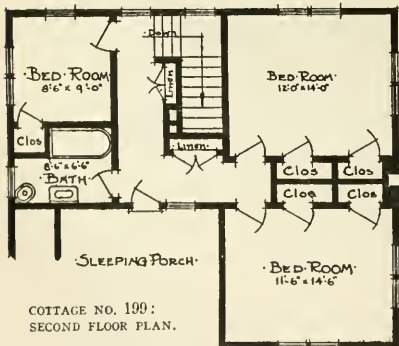 ·Down·
·BED·ROOM·
8'-6" x 9'-0"
Linen
BED·ROOM·
12'-0" x 14'-0"
Clos
·Linen·
8'-6" x 6'-6"
·BATH·
Clos
Clos
Clos
Clos
·SLEEPING PORCH·
·BED·ROOM·
11'-6" x 14'-6"
COTTAGE NO. 199:
SECOND FLOOR PLAN.